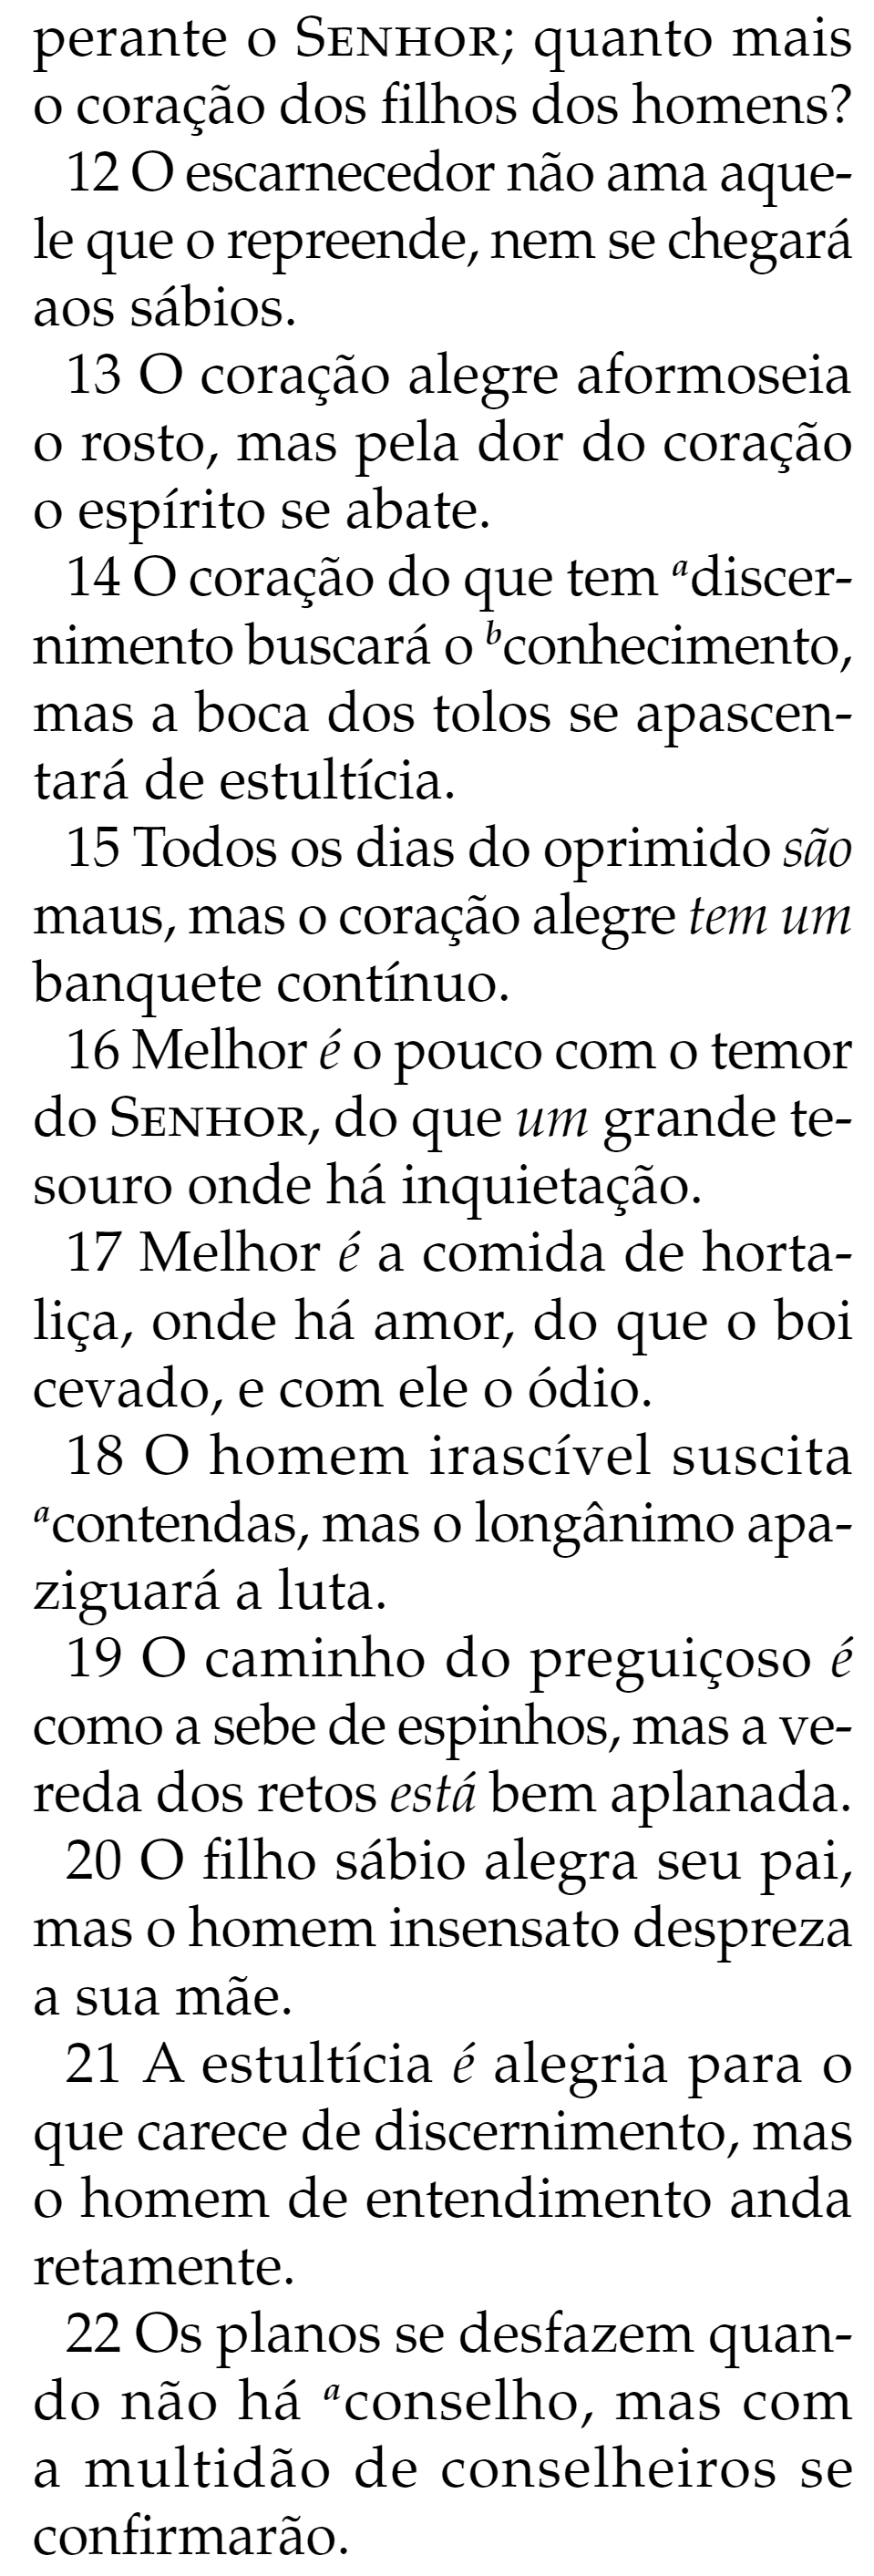 perante o SENHOR; quanto mais
o coração dos filhos dos homens?
12 O escarnecedor não ama aque-
le que o repreende, nem se chegará
aos sábios.
13 O coração alegre aformoseia
o rosto, mas pela dor do coração
o espírito se abate.
14 O coração do que tem ᵃdiscer-
nimento buscará o ᵇconhecimento,
mas a boca dos tolos se apascen-
tará de estultícia.
15 Todos os dias do oprimido são
maus, mas o coração alegre tem um
banquete contínuo.
16 Melhor é o pouco com o temor
do SENHOR, do que um grande te-
souro onde há inquietação.
17 Melhor é a comida de horta-
liça, onde há amor, do que o boi
cevado, e com ele o ódio.
18 O homem irascível suscita
ᵃcontendas, mas o longânimo apa-
ziguará a luta.
19 O caminho do preguiçoso é
como a sebe de espinhos, mas a ve-
reda dos retos está bem aplanada.
20 O filho sábio alegra seu pai,
mas o homem insensato despreza
a sua mãe.
21 A estultícia é alegria para o
que carece de discernimento, mas
o homem de entendimento anda
retamente.
22 Os planos se desfazem quan-
do não há ᵃconselho, mas com
a multidão de conselheiros se
confirmarão.